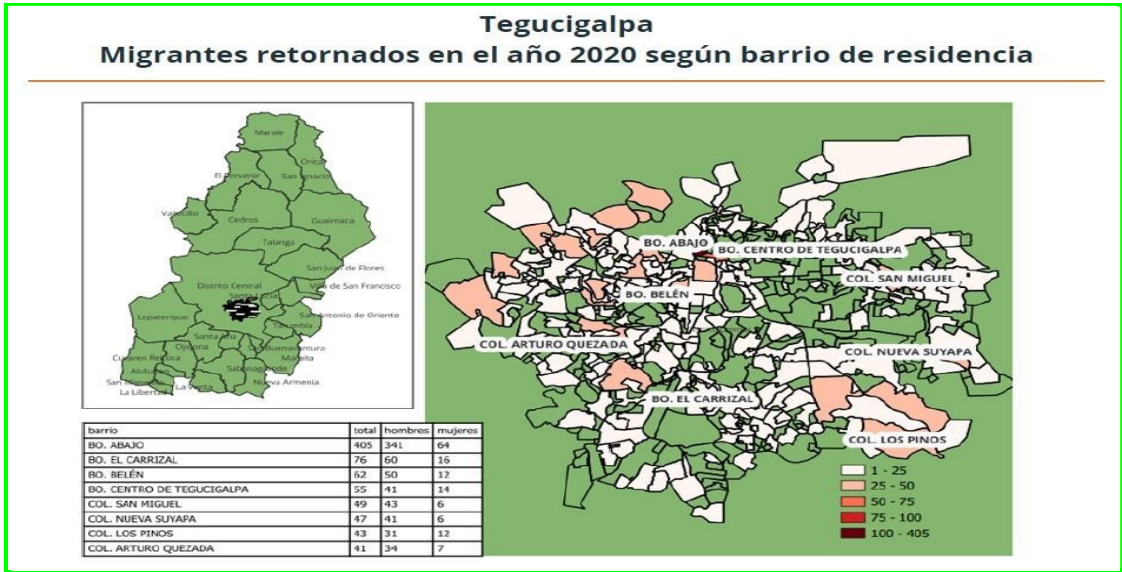 Tegucigalpa
Migrantes retornados en el año 2020 según barrio de residencia
Marale
Orica
El Porvenir
San Ignacio
Vallecillo
Cedros
Guaimaca
Talanga
San Juan de Flores
Distrito Central
Villa de San Francisco
Santa Lucía
San Antonio de Oriente
Lepaterique
Tatumbla
Santa Ana
Ojojona
San Buenaventura
Curaren
Reitoca
Maraita
Sabanagrande
Alubaren
La Venta
Nueva Armenia
La Libertad
BO. ABAJO
BO. CENTRO DE TEGUCIGALPA
COL. SAN MIGUEL
BO. BELÉN
COL. ARTURO QUEZADA
COL. NUEVA SUYAPA
BO. EL CARRIZAL
COL. LOS PINOS
1 - 25
25 - 50
50 - 75
75 - 100
100 - 405
barrio total hombres mujeres
BO. ABAJO 405 341 64
BO. EL CARRIZAL 76 60 16
BO. BELÉN 62 50 12
BO. CENTRO DE TEGUCIGALPA 55 41 14
COL. SAN MIGUEL 49 43 6
COL. NUEVA SUYAPA 47 41 6
COL. LOS PINOS 43 31 12
COL. ARTURO QUEZADA 41 34 7